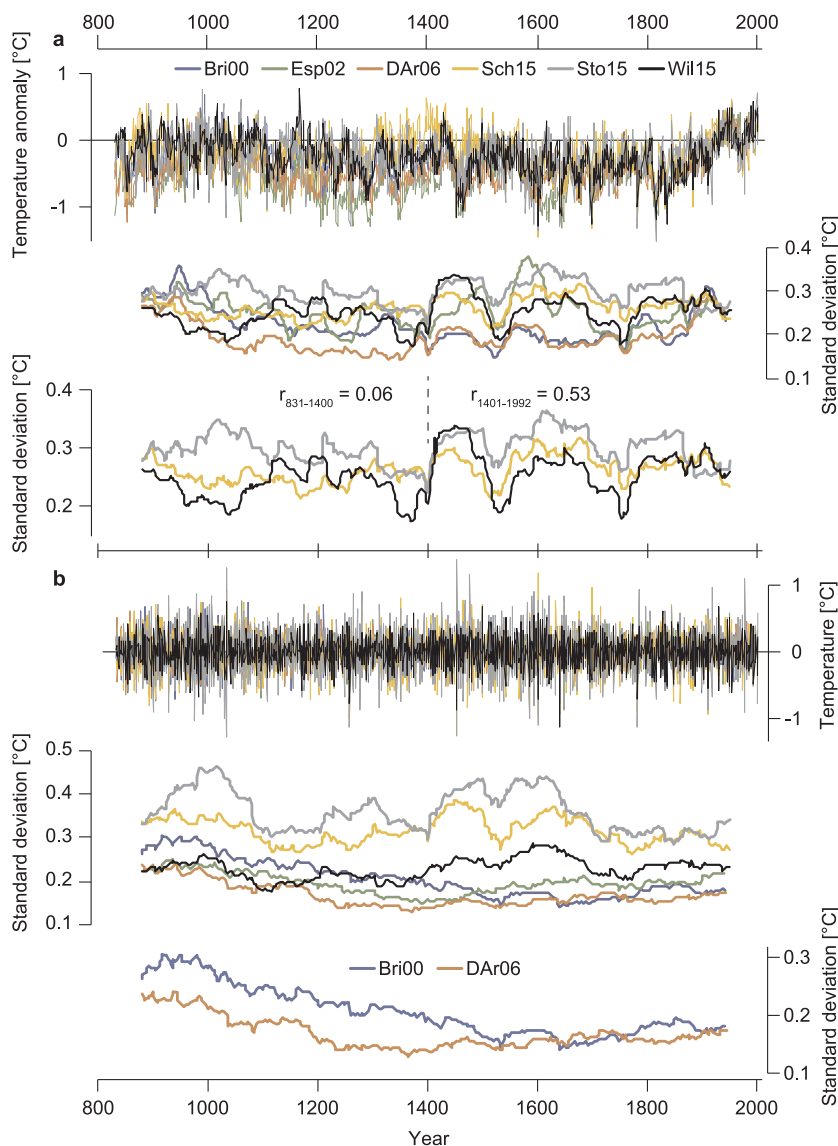 800 1000 1200 1400 1600 1800 2000
a
Bri00 Esp02 DAr06 Sch15 Sto15 Wil15
1
0
-1
Temperature anomaly [°C]
0.4
0.3
0.2
0.1
Standard deviation [°C]
0.4
0.3
0.2
Standard deviation [°C]
r831-1400 = 0.06 r1401-1992 = 0.53
b
1
0
-1
Temperature [°C]
0.5
0.4
0.3
0.2
0.1
Standard deviation [°C]
Bri00 DAr06
0.3
0.2
0.1
Standard deviation [°C]
800 1000 1200 1400 1600 1800 2000
Year